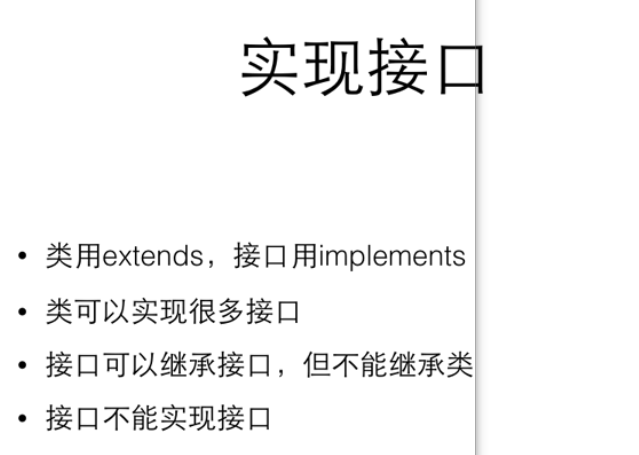 实现接口
• 类用extends，接口用implements
• 类可以实现很多接口
• 接口可以继承接口，但不能继承类
• 接口不能实现接口